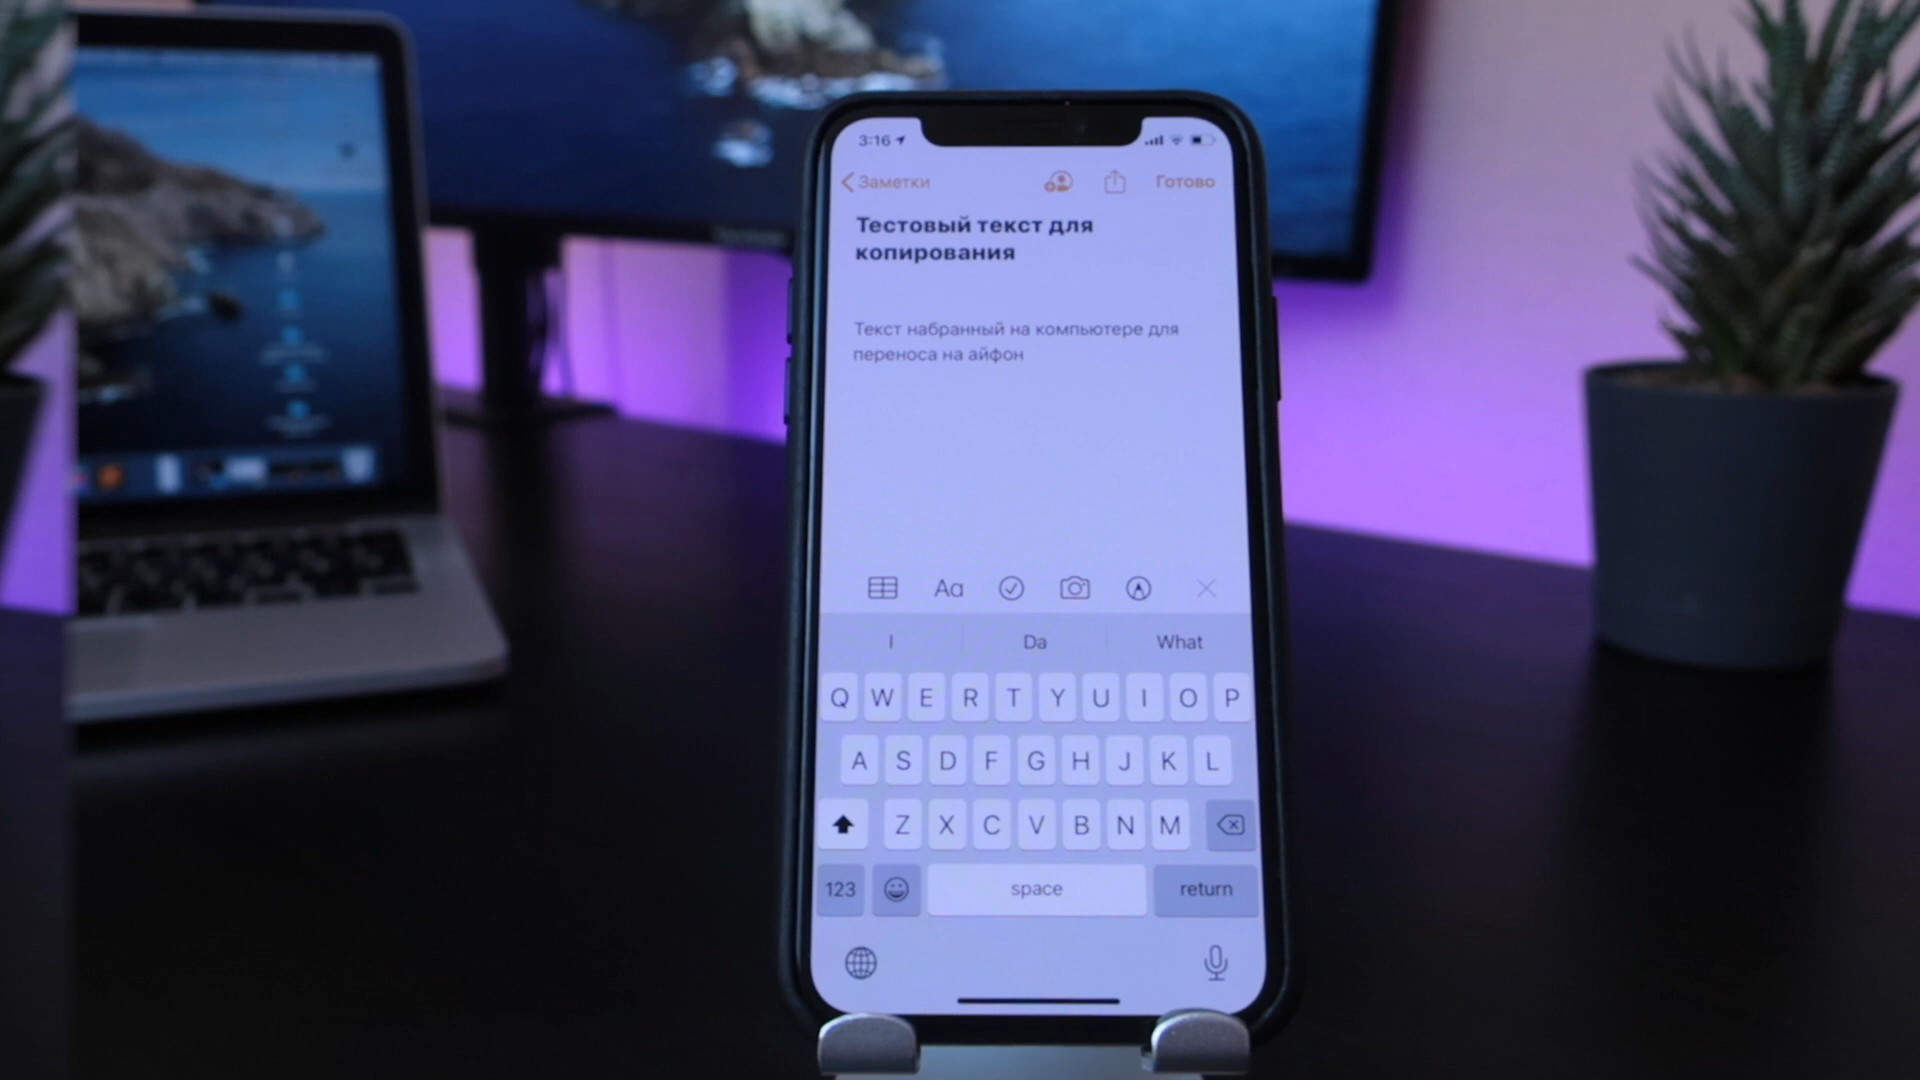 3:16
Заметки
Готово
Тестовый текст для
копирования
Текст набранный на компьютере для
переноса на айфон
Aa
I
Da
What
Q W E R T Y U I O P
A S D F G H J K L
Z X C V B N M
123
space
return